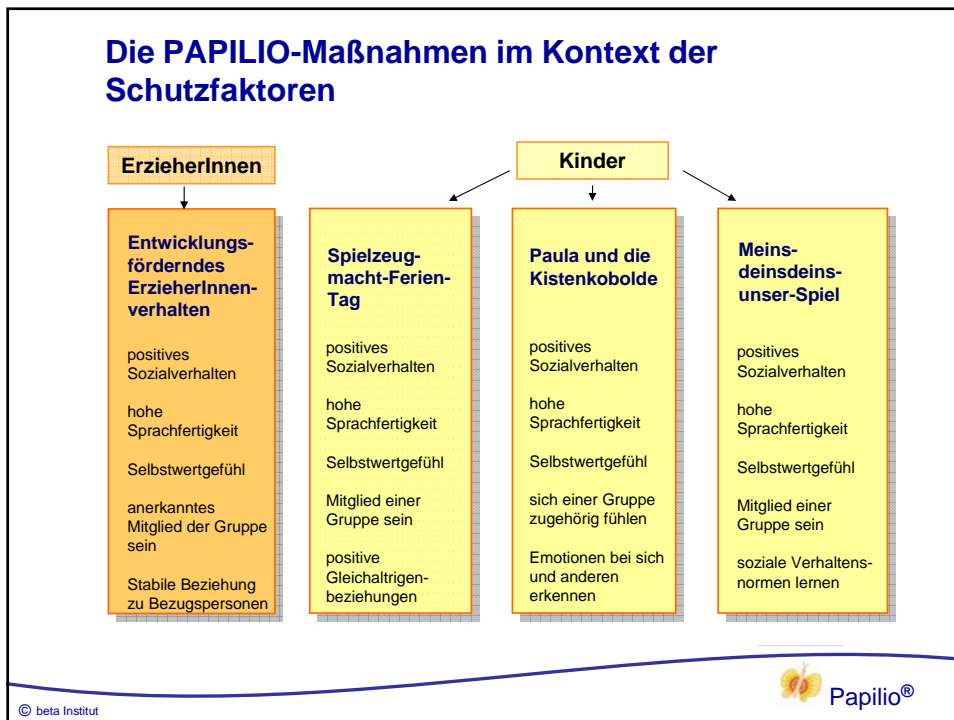 Die PAPILIO-Maßnahmen im Kontext der
Schutzfaktoren
ErzieherInnen
Kinder
Entwicklungs-
förderndes
ErzieherInnen-
verhalten
positives
Sozialverhalten
hohe
Sprachfertigkeit
Selbstwertgefühl
anerkanntes
Mitglied der Gruppe
sein
Stabile Beziehung
zu Bezugspersonen
Spielzeug-
macht-Ferien-
Tag
positives
Sozialverhalten
hohe
Sprachfertigkeit
Selbstwertgefühl
Mitglied einer
Gruppe sein
positive
Gleichaltrigen-
beziehungen
Paula und die
Kistenkobolde
positives
Sozialverhalten
hohe
Sprachfertigkeit
Selbstwertgefühl
sich einer Gruppe
zugehörig fühlen
Emotionen bei sich
und anderen
erkennen
Meins-
deinsdeins-
unser-Spiel
positives
Sozialverhalten
hohe
Sprachfertigkeit
Selbstwertgefühl
Mitglied einer
Gruppe sein
soziale Verhaltens-
normen lernen
© beta Institut
Papilio®